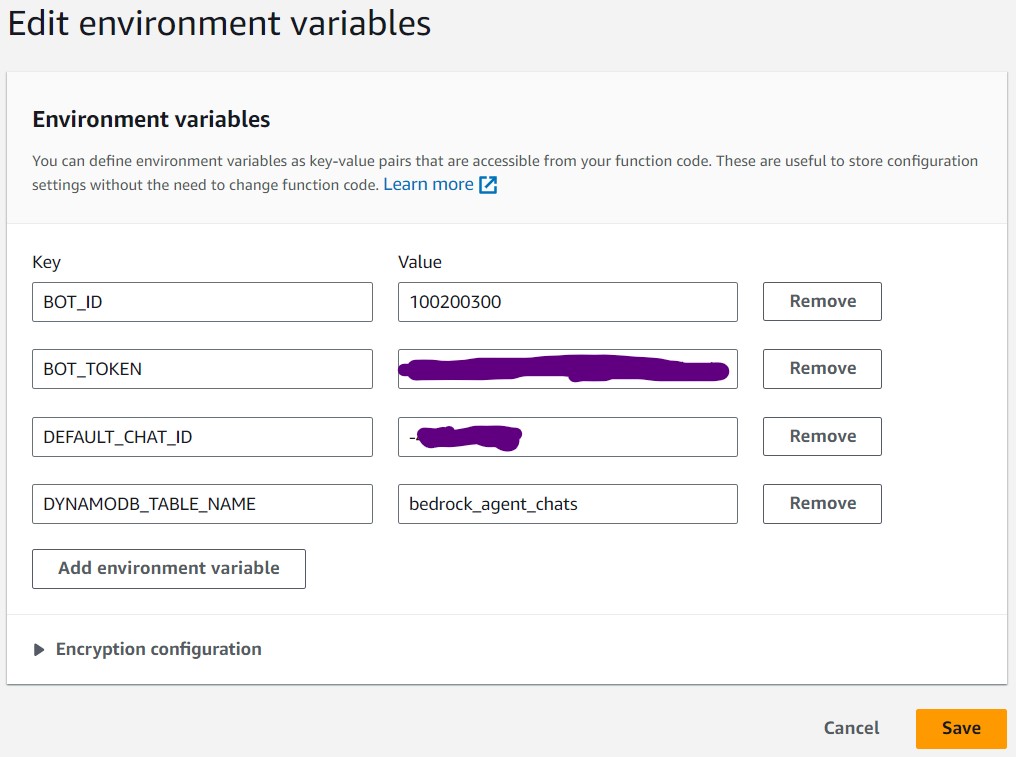 Edit environment variables
Environment variables
You can define environment variables as key-value pairs that are accessible from your function code. These are useful to store configuration
settings without the need to change function code. Learn more
Key Value
BOT_ID 100200300 Remove
BOT_TOKEN Remove
DEFAULT_CHAT_ID - Remove
DYNAMODB_TABLE_NAME bedrock_agent_chats Remove
Add environment variable
Encryption configuration
Cancel Save